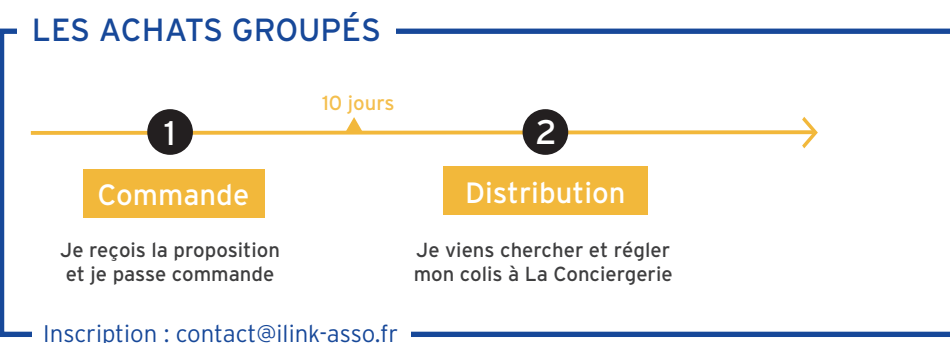 LES ACHATS GROUPÉS
10 jours
1
2
Commande
Distribution
Je reçois la proposition
et je passe commande
Je viens chercher et régler
mon colis à La Conciergerie
Inscription : contact@ilink-asso.fr